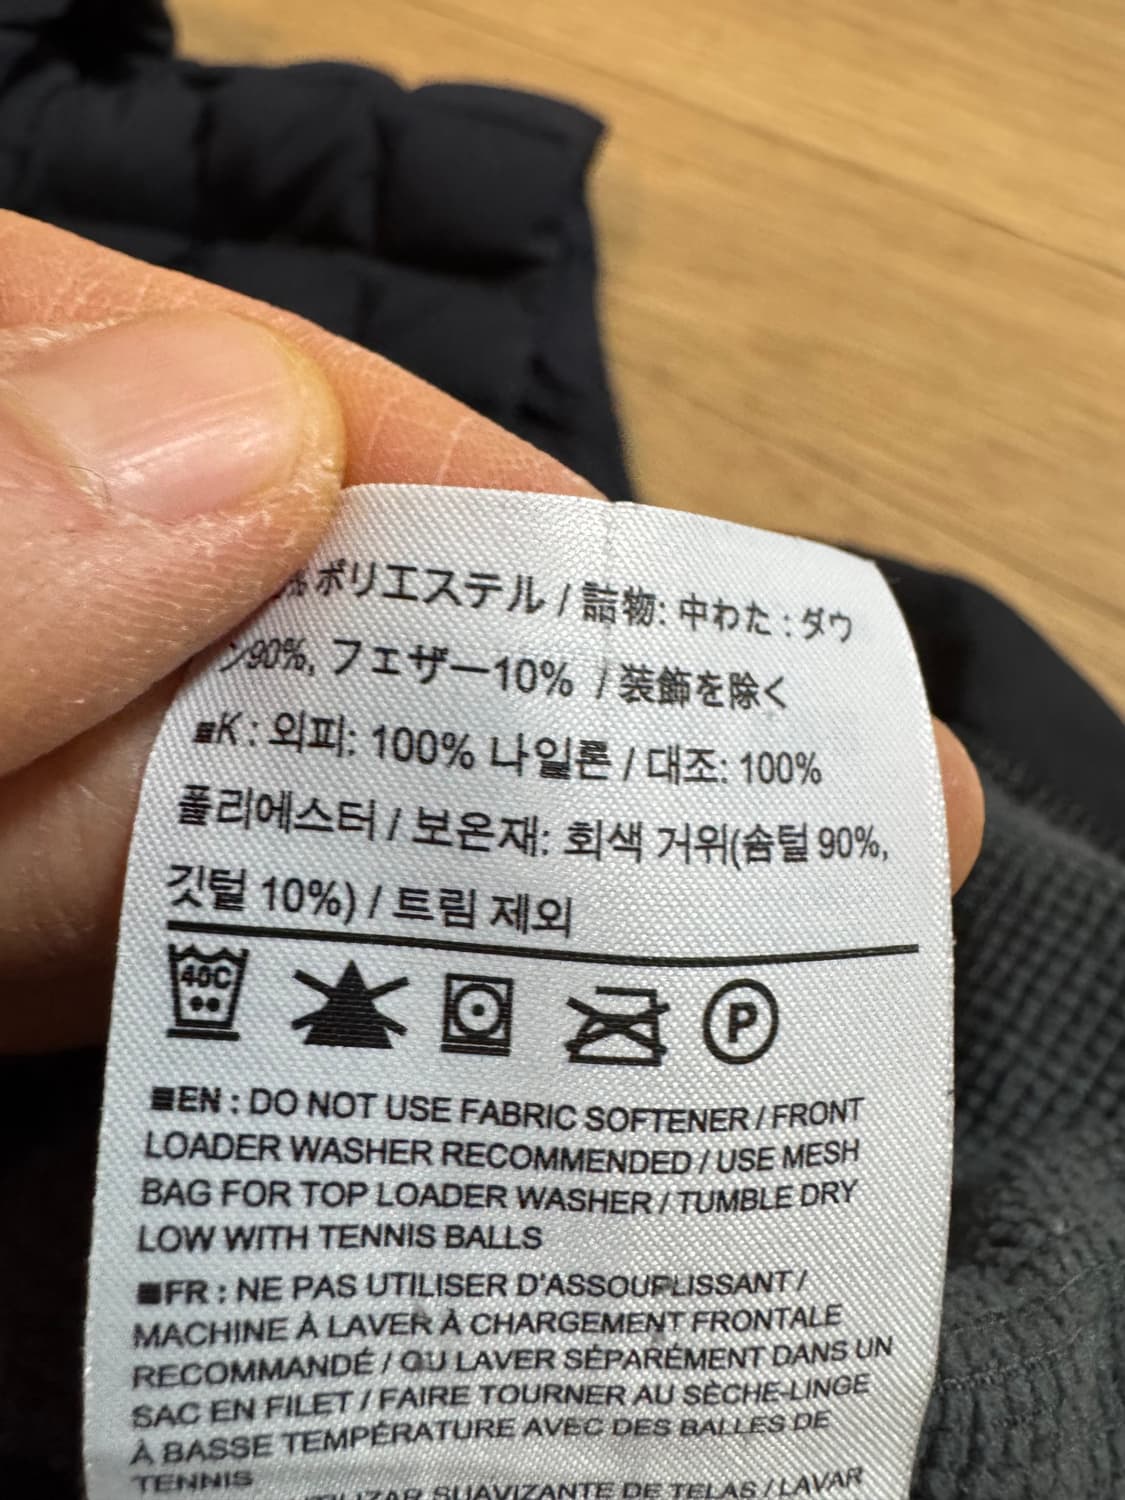 % ポリエステル / 詰物: 中わた : ダウ
ン90%, フェザー10% / 装飾を除く
■K : 외피: 100% 나일론 / 대조: 100%
폴리에스터 / 보온재: 회색 거위(솜털 90%,
깃털 10%) / 트림 제외
40C
P
■EN : DO NOT USE FABRIC SOFTENER / FRONT
LOADER WASHER RECOMMENDED / USE MESH
BAG FOR TOP LOADER WASHER / TUMBLE DRY
LOW WITH TENNIS BALLS
■FR : NE PAS UTILISER D'ASSOUPLISSANT /
MACHINE À LAVER À CHARGEMENT FRONTALE
RECOMMANDÉ / OU LAVER SÉPARÉMENT DANS UN
SAC EN FILET / FAIRE TOURNER AU SÈCHE-LINGE
À BASSE TEMPÉRATURE AVEC DES BALLES DE
TENNIS
SUAVIZANTE DE TELAS / LAVAR